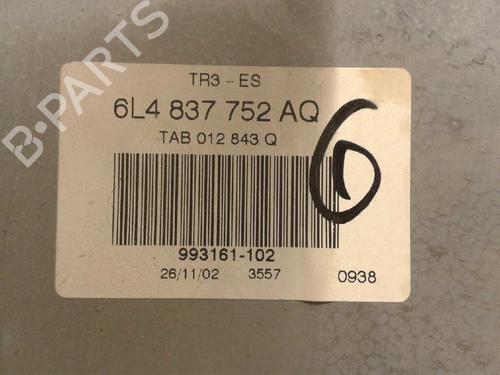 B-PARTS
TR3-ES
6L4 837 752 AQ
TAB 012 843 Q
6
993161-102
26/11/02 3557 0938